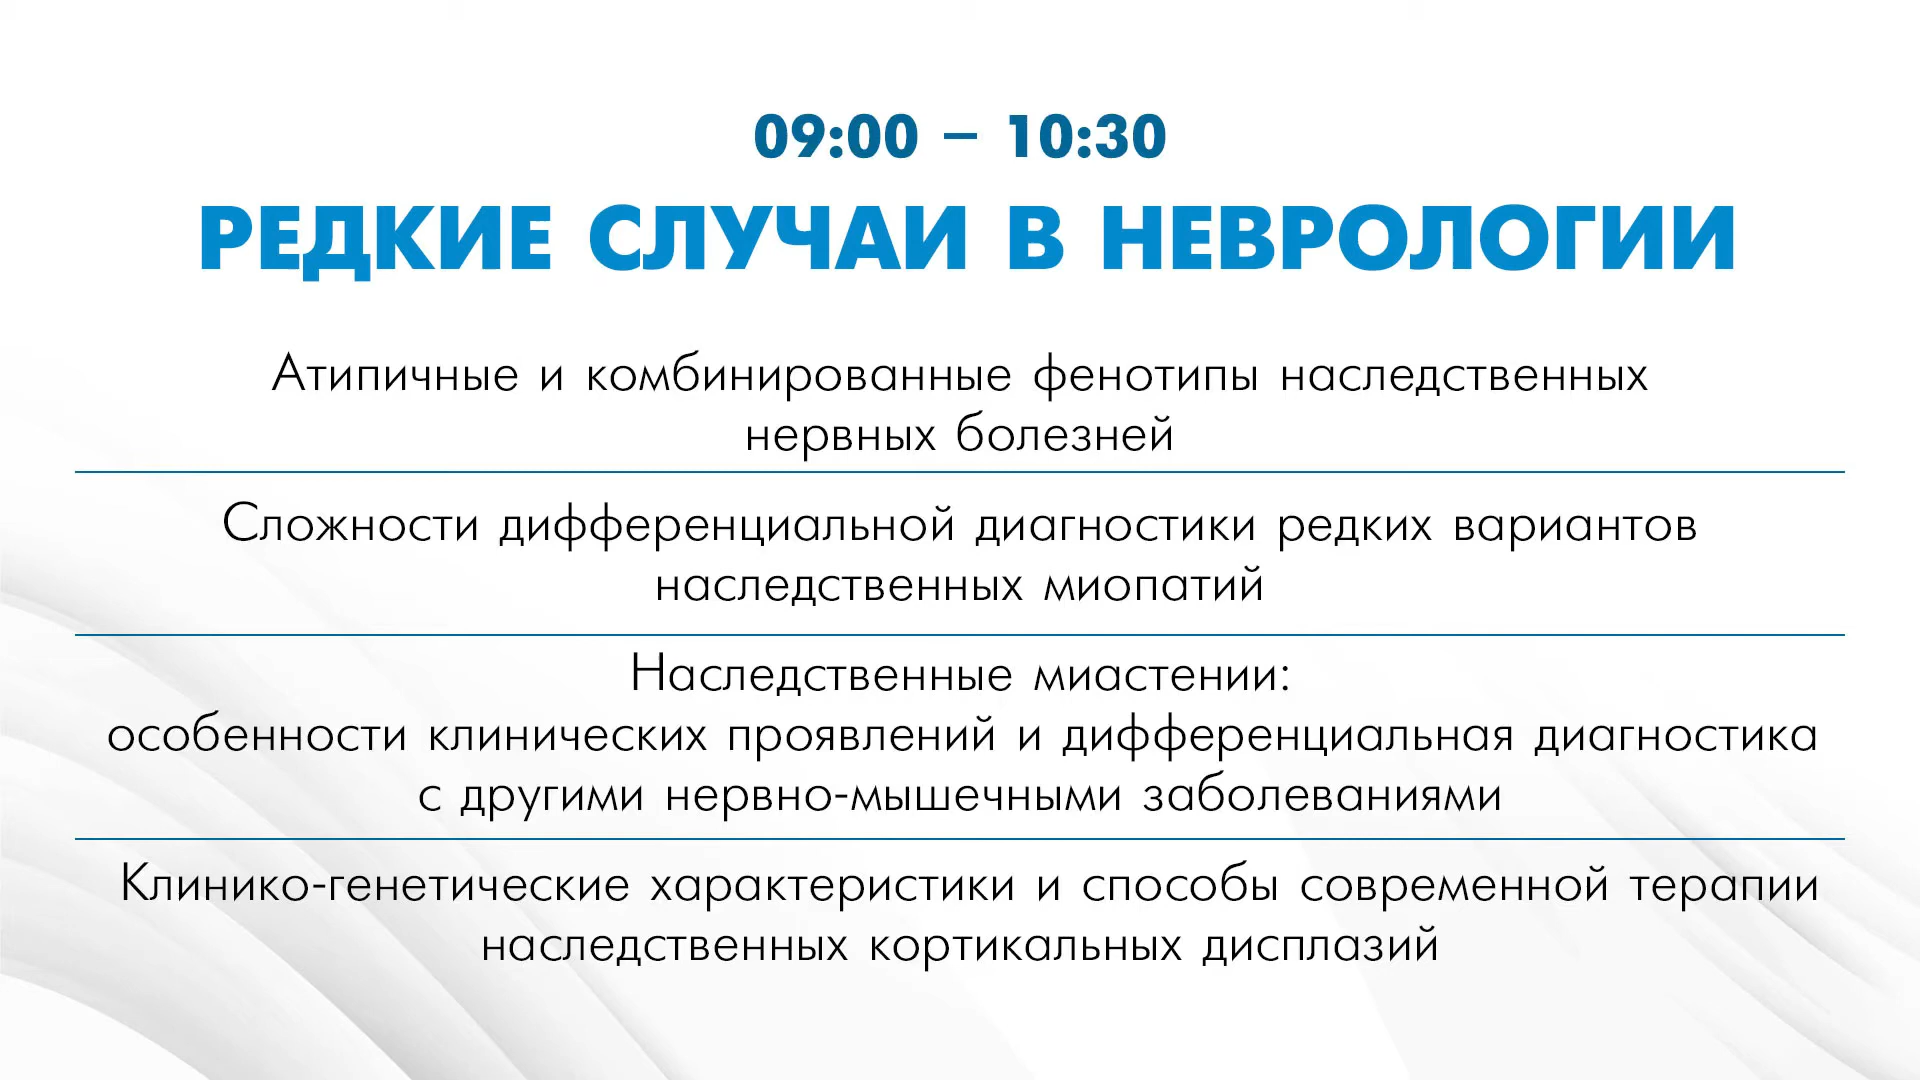 09:00 – 10:30
РЕДКИЕ СЛУЧАИ В НЕВРОЛОГИИ
Атипичные и комбинированные фенотипы наследственных
нервных болезней
Сложности дифференциальной диагностики редких вариантов
наследственных миопатий
Наследственные миастении:
особенности клинических проявлений и дифференциальная диагностика
с другими нервно-мышечными заболеваниями
Клинико-генетические характеристики и способы современной терапии
наследственных кортикальных дисплазий